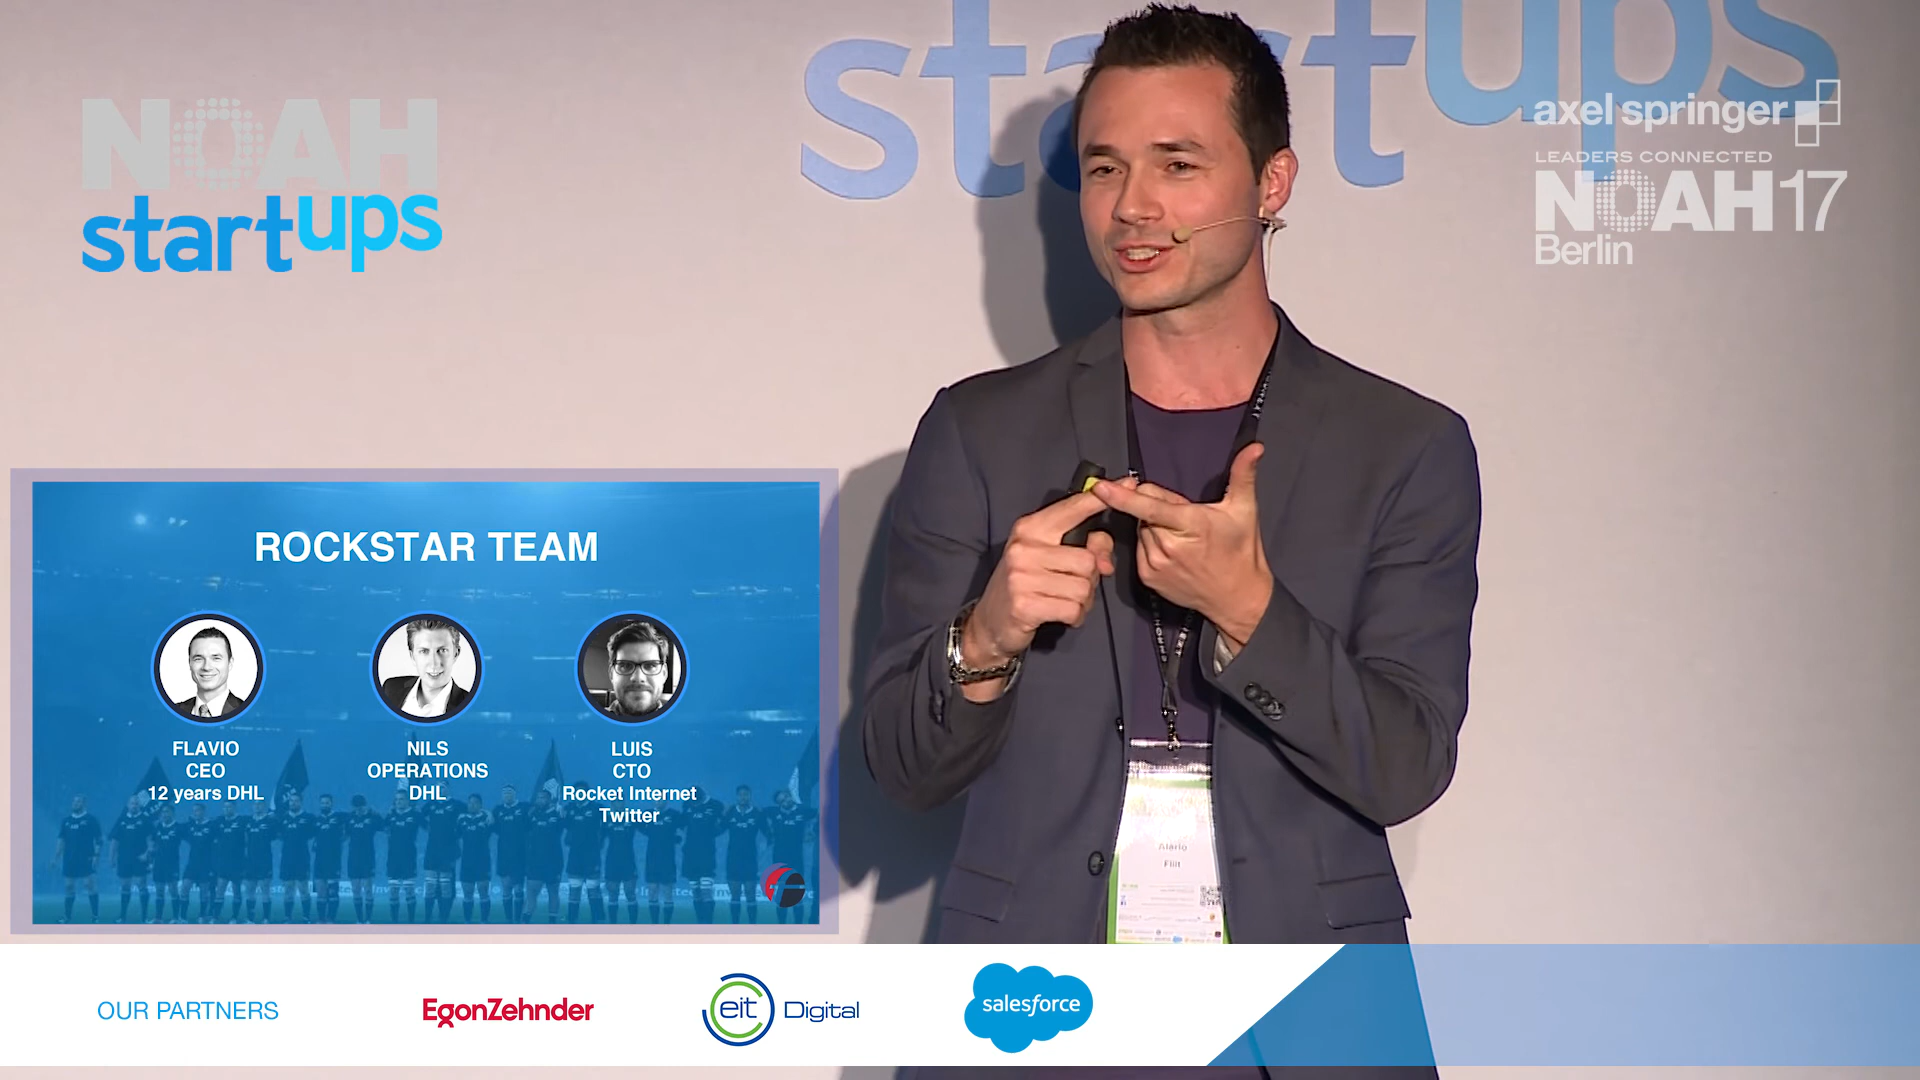 NOAH
startups
startups
axel springer
LEADERS CONNECTED
NOAH17
Berlin
ROCKSTAR TEAM
FLAVIO
CEO
12 years DHL
NILS
OPERATIONS
DHL
LUIS
CTO
Rocket Internet
Twitter
Flit
OUR PARTNERS
EgonZehnder
eit Digital
salesforce